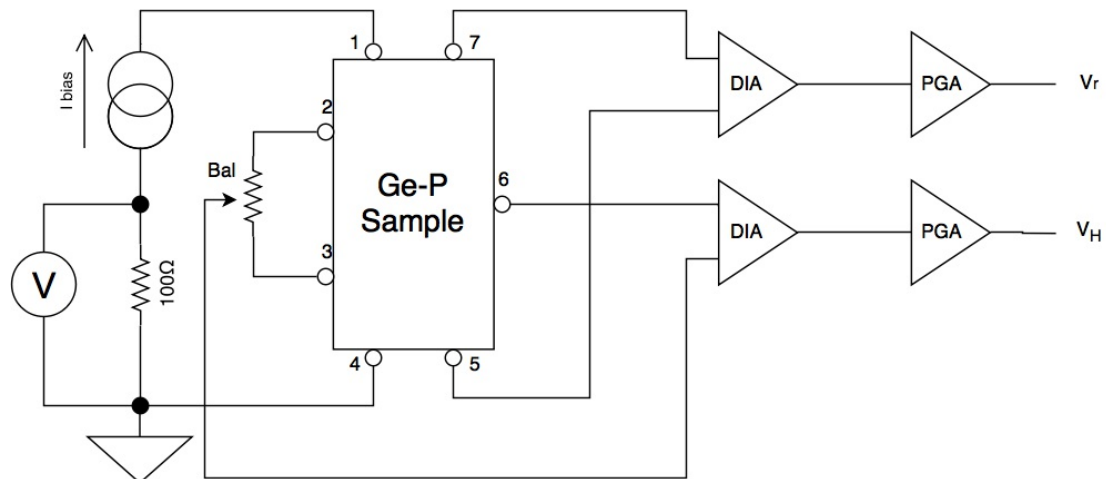 1
7
DIA
PGA
Vr
I bias
2
Bal
Ge-P
Sample
6
DIA
PGA
VH
3
V
100Ω
4
5